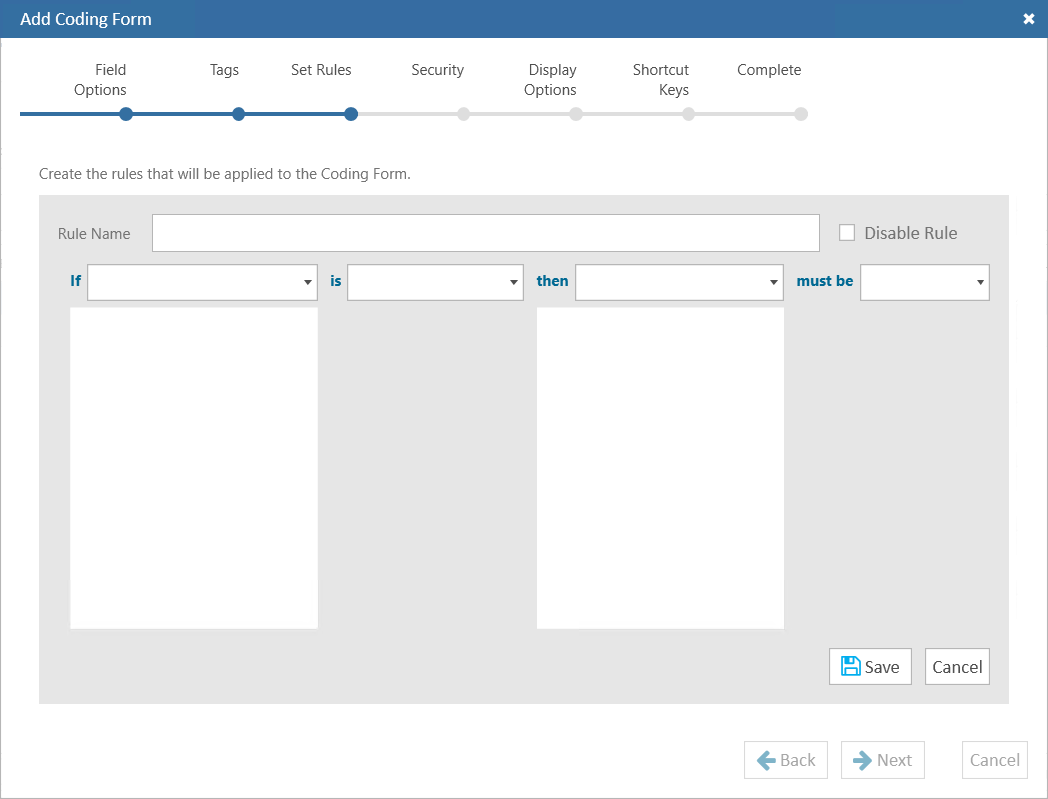 Add Coding Form
Field
Options
Tags
Set Rules
Security
Display
Options
Shortcut
Keys
Complete
Create the rules that will be applied to the Coding Form.
Rule Name
Disable Rule
If
is
then
must be
Save
Cancel
Back
Next
Cancel